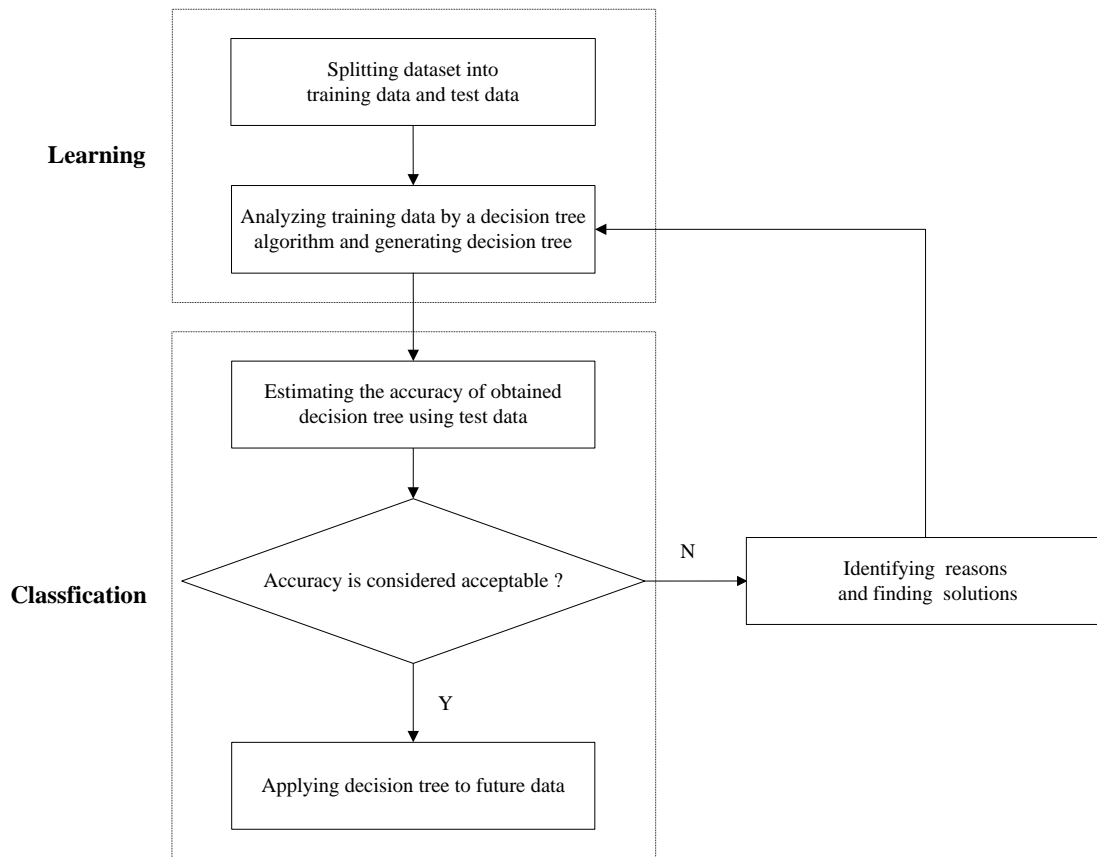 Splitting dataset into
training data and test data
Learning
Analyzing training data by a decision tree
algorithm and generating decision tree
Estimating the accuracy of obtained
decision tree using test data
Accuracy is considered acceptable ?
N
Identifying reasons
and finding solutions
Classfication
Y
Applying decision tree to future data